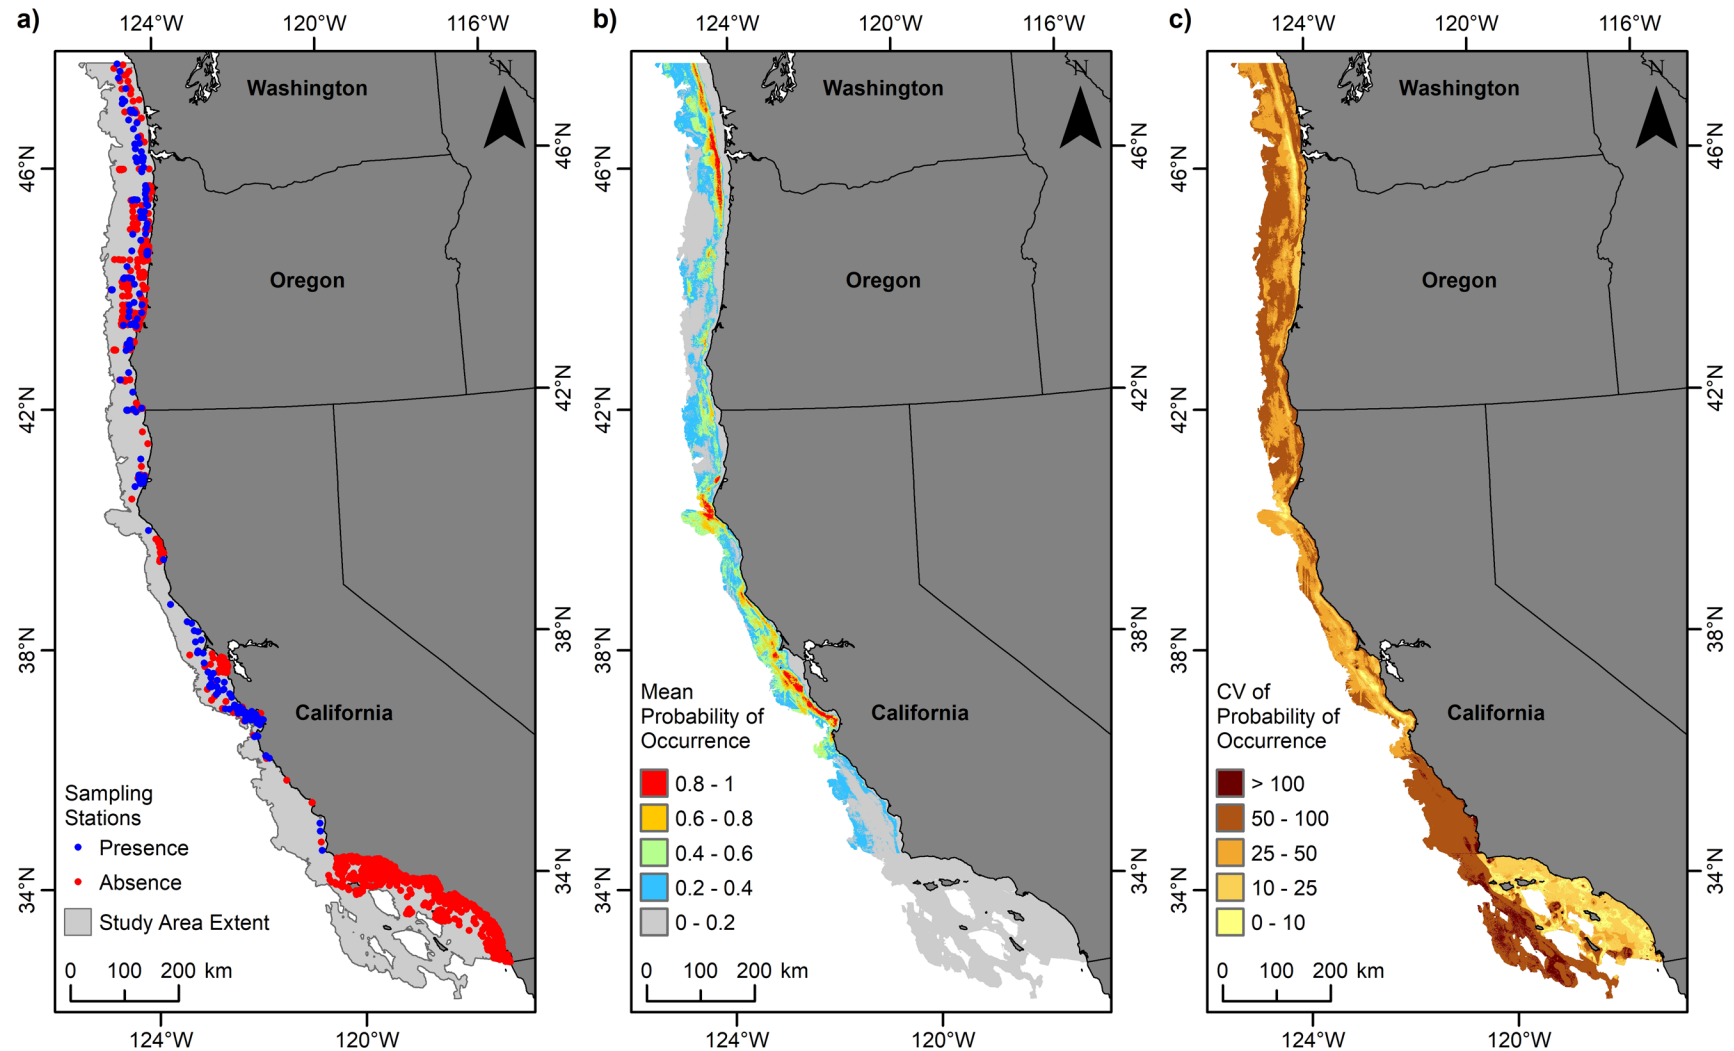 a)
124°W
120°W
116°W
N
Washington
46°N
46°N
Oregon
42°N
42°N
38°N
38°N
California
Sampling
Stations
Presence
Absence
Study Area Extent
34°N
34°N
0 100 200 km
124°W
120°W
b)
124°W
120°W
116°W
N
Washington
46°N
46°N
Oregon
42°N
42°N
38°N
38°N
California
Mean
Probability of
Occurrence
0.8 - 1
0.6 - 0.8
0.4 - 0.6
0.2 - 0.4
0 - 0.2
34°N
34°N
0 100 200 km
124°W
120°W
c)
124°W
120°W
116°W
N
Washington
46°N
46°N
Oregon
42°N
42°N
38°N
38°N
California
CV of
Probability of
Occurrence
> 100
50 - 100
25 - 50
10 - 25
0 - 10
34°N
34°N
0 100 200 km
124°W
120°W